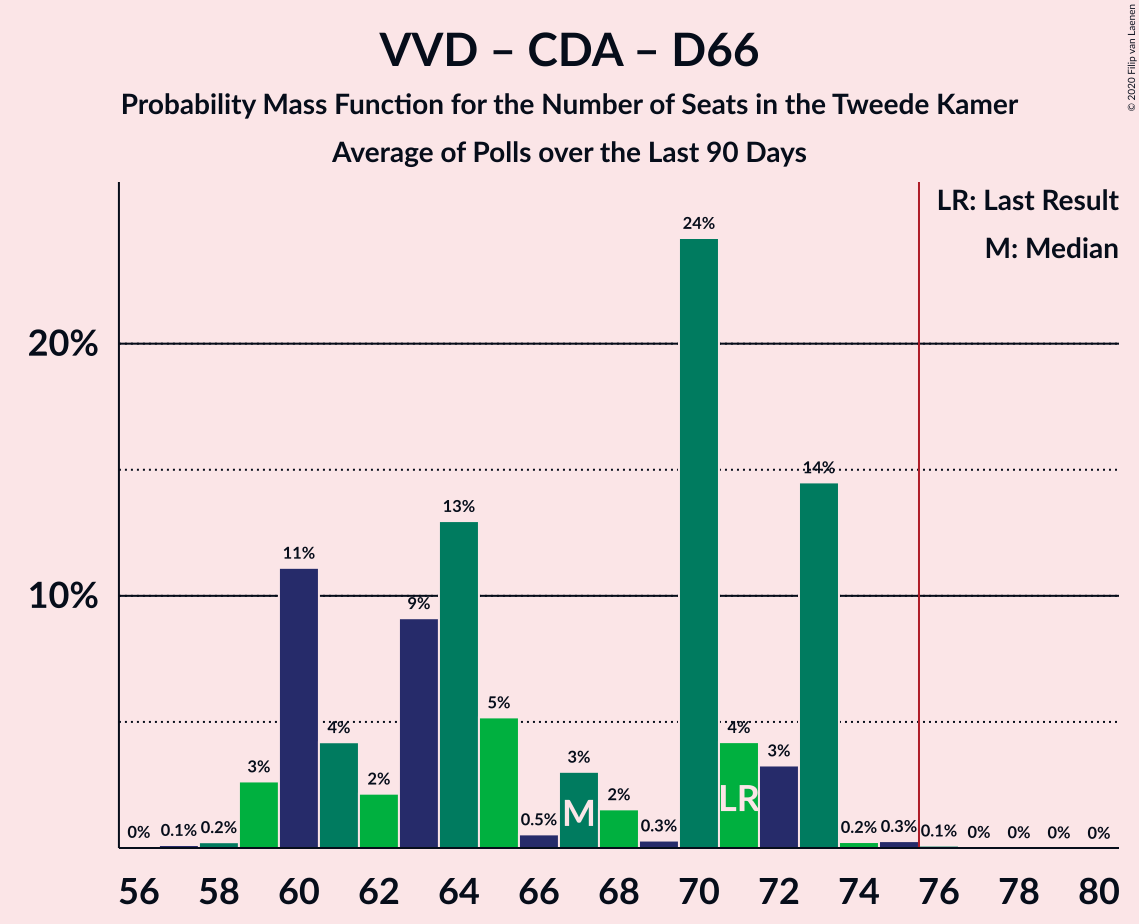 VVD – CDA – D66
Probability Mass Function for the Number of Seats in the Tweede Kamer
Average of Polls over the Last 90 Days
© 2020 Filip van Laenen
LR: Last Result
M: Median
20%
10%
0% 0.1% 0.2% 3% 11% 4% 2% 9% 13% 5% 0.5% 3% 2% 0.3% 24% 4% 3% 14% 0.2% 0.3% 0.1% 0% 0% 0% 0%
M LR
56 58 60 62 64 66 68 70 72 74 76 78 80